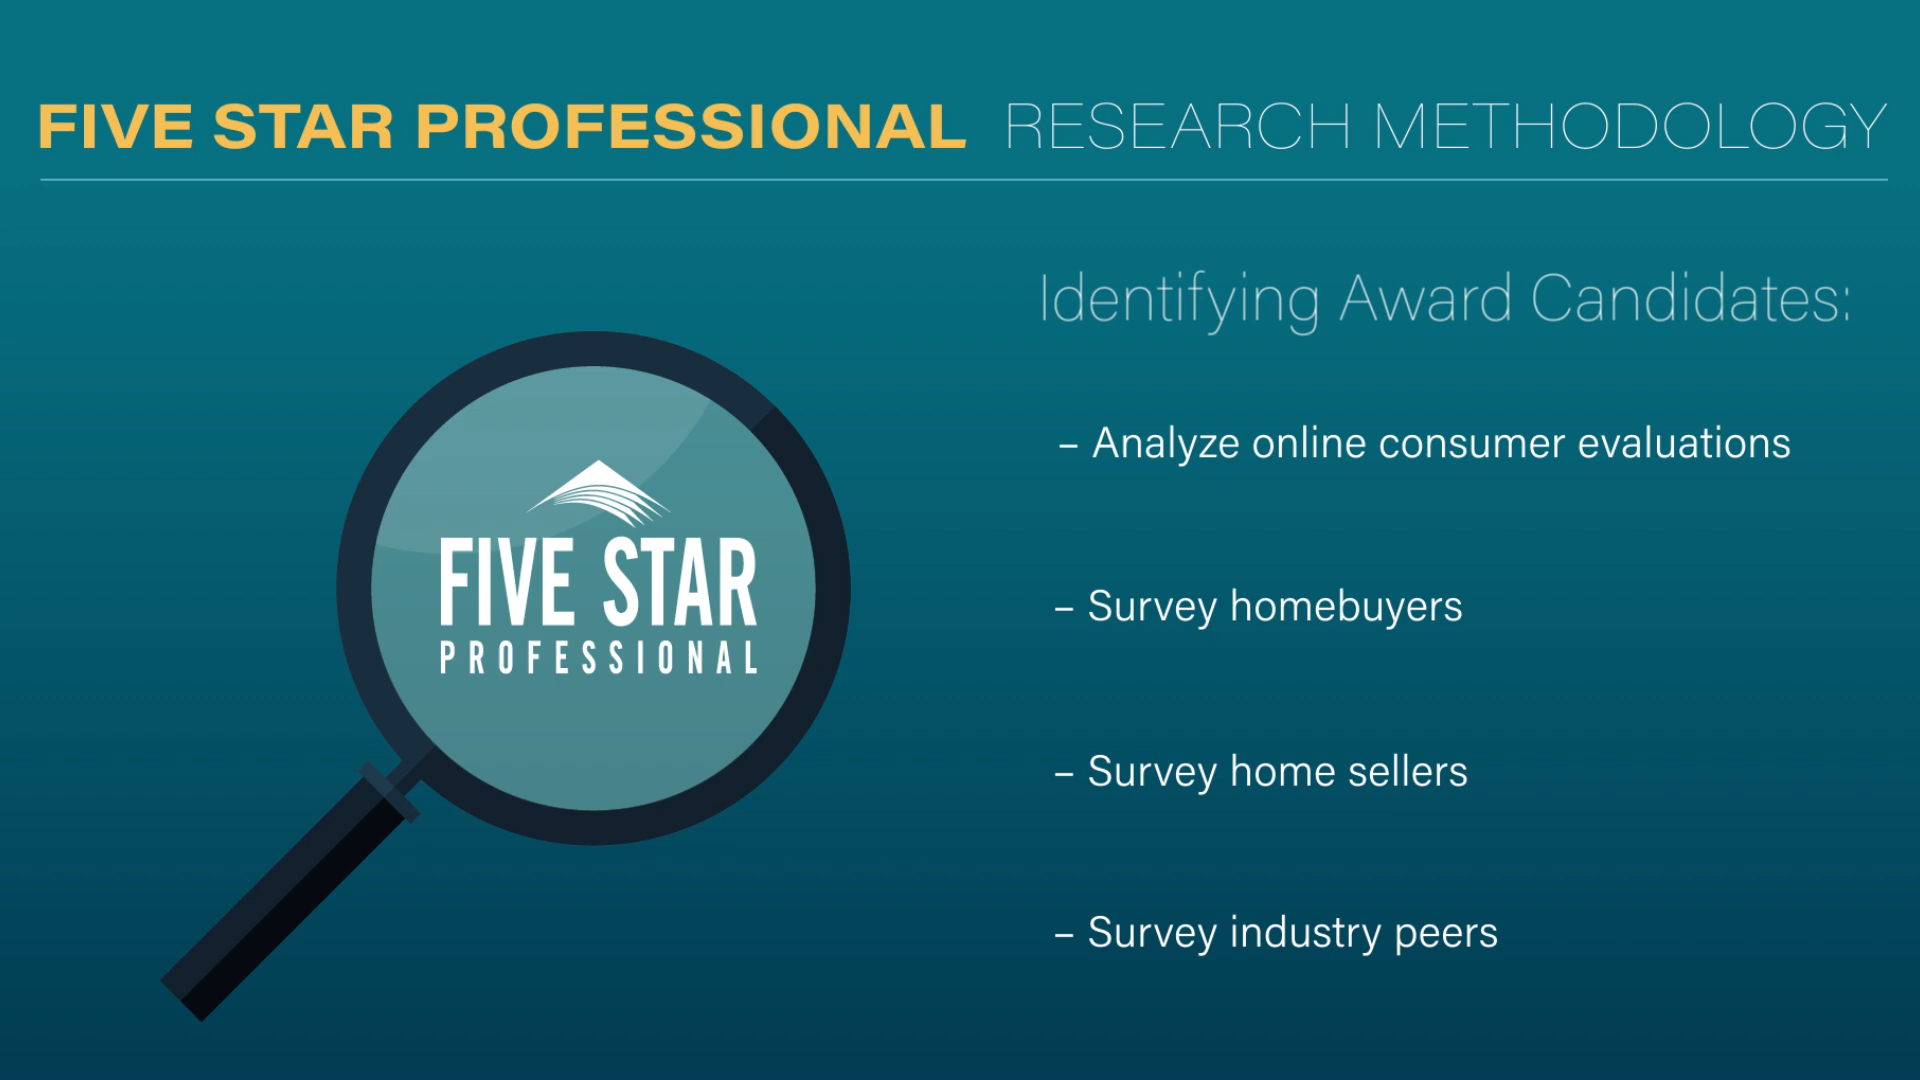 FIVE STAR PROFESSIONAL RESEARCH METHODOLOGY
FIVE STAR
PROFESSIONAL
Identifying Award Candidates:
– Analyze online consumer evaluations
– Survey homebuyers
– Survey home sellers
– Survey industry peers